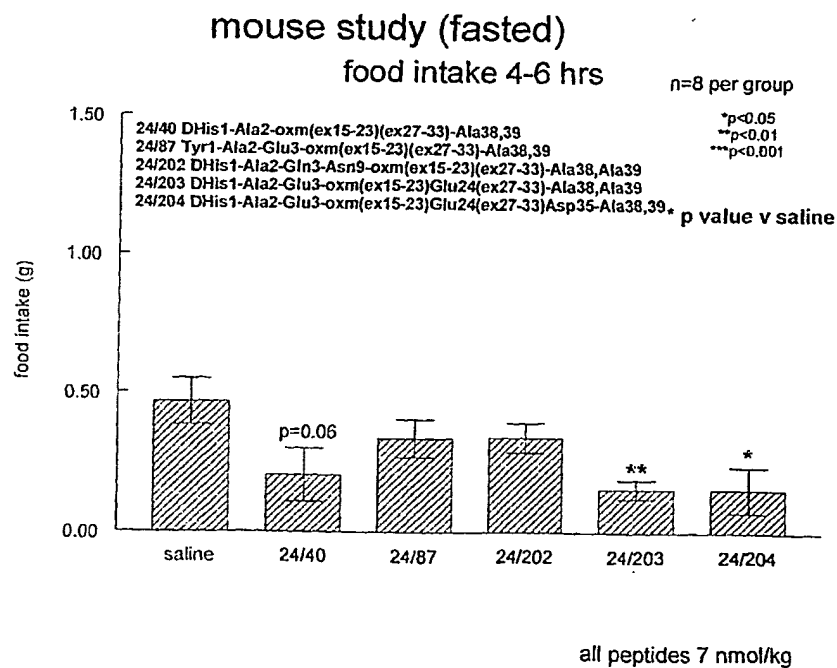 mouse study (fasted)
food intake 4-6 hrs
n=8 per group
*p<0.05
**p<0.01
***p<0.001
24/40 DHis1-Ala2-oxm(ex15-23)(ex27-33)-Ala38,39
24/87 Tyr1-Ala2-Glu3-oxm(ex15-23)(ex27-33)-Ala38,39
24/202 DHis1-Ala2-Gln3-Asn9-oxm(ex15-23)(ex27-33)-Ala38,Ala39
24/203 DHis1-Ala2-Glu3-oxm(ex15-23)Glu24(ex27-33)-Ala38,Ala39
24/204 DHis1-Ala2-Glu3-oxm(ex15-23)Glu24(ex27-33)Asp35-Ala38,39
* p value v saline
food intake (g)
1.50
1.00
0.50
0.00
p=0.06
**
*
saline 24/40 24/87 24/202 24/203 24/204
all peptides 7 nmol/kg